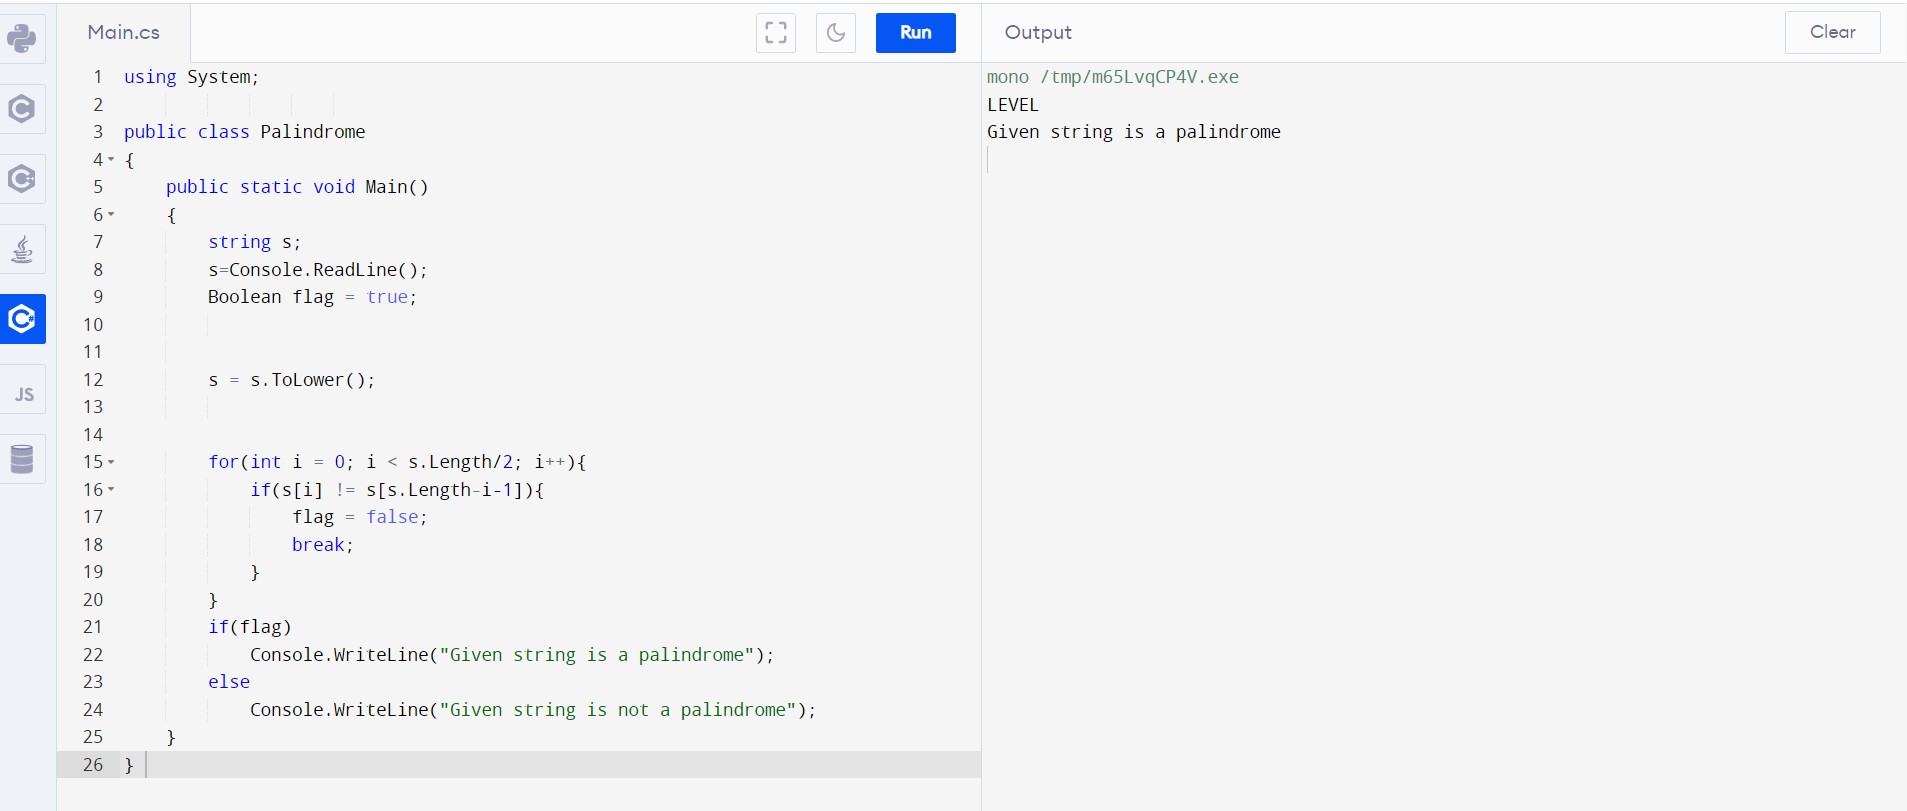 Main.cs
Run
Output
Clear
1 using System;
2
3 public class Palindrome
4 {
5     public static void Main()
6     {
7         string s;
8         s=Console.ReadLine();
9         Boolean flag = true;
10
11
12         s = s.ToLower();
13
14
15         for(int i = 0; i < s.Length/2; i++){
16             if(s[i] != s[s.Length-i-1]){
17                 flag = false;
18                 break;
19             }
20         }
21         if(flag)
22             Console.WriteLine("Given string is a palindrome");
23         else
24             Console.WriteLine("Given string is not a palindrome");
25     }
26 }
mono /tmp/m65LvqCP4V.exe
LEVEL
Given string is a palindrome
C
C++
C#
JS